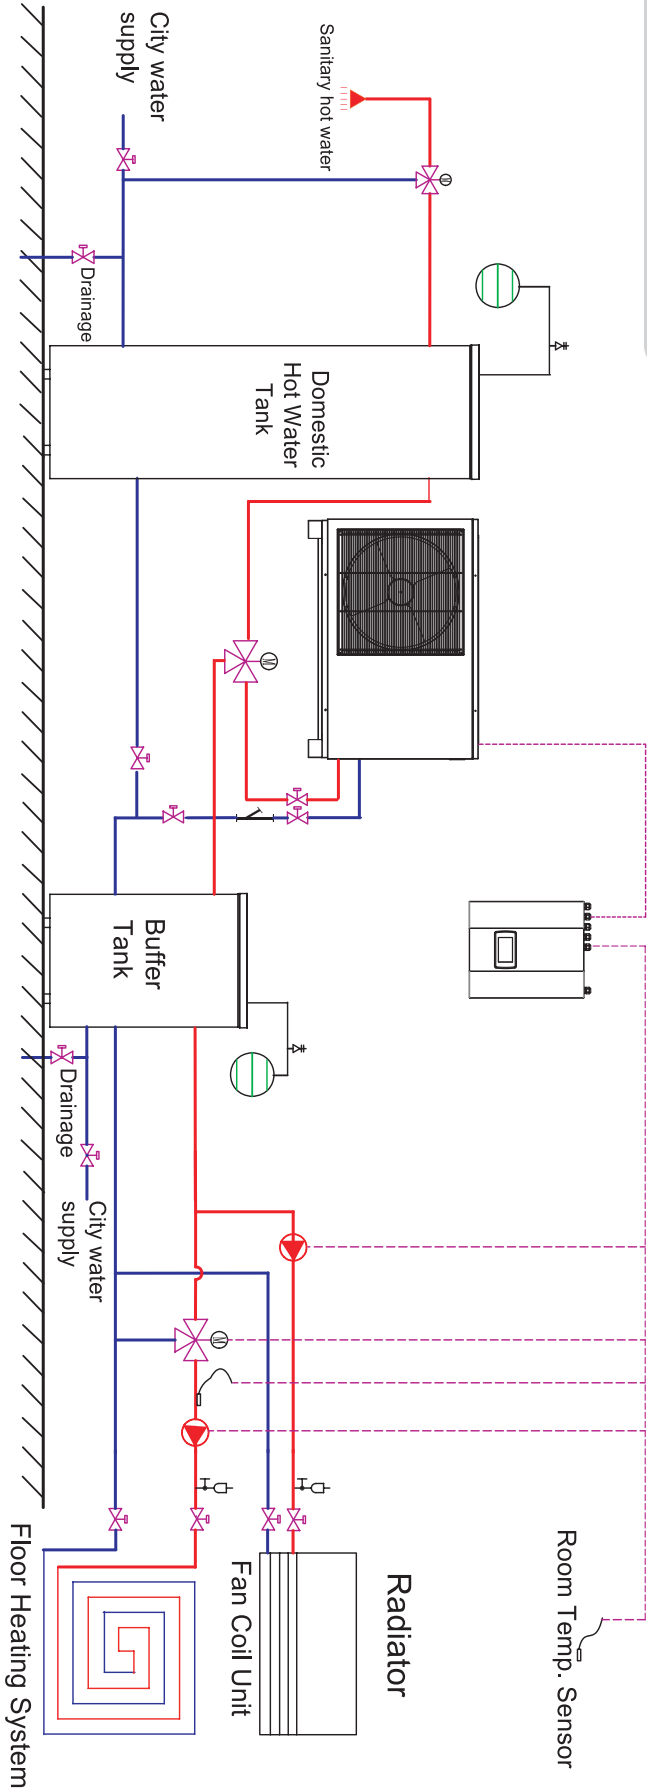 City water
supply
Sanitary hot water
Drainage
Domestic
Hot Water
Tank
M
M
Buffer
Tank
Drainage
City water
supply
M
Radiator
Fan Coil Unit
Room Temp. Sensor
Floor Heating System